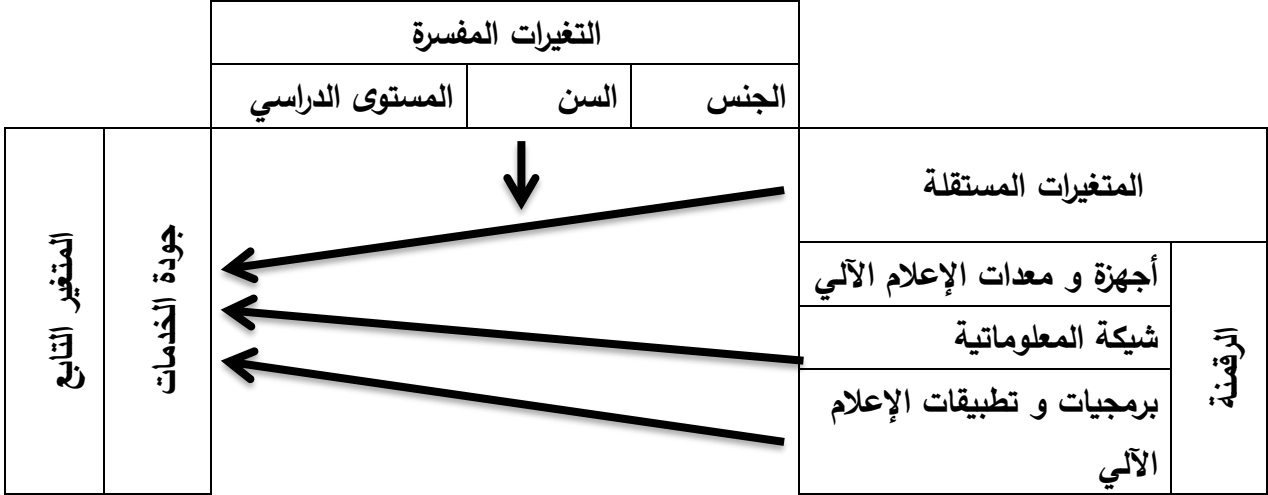 التغيرات المفسرة
الجنس
السن
المستوى الدراسي
المتغيرات المستقلة
الرقمنة
أجهزة و معدات الإعلام الآلي
شيكة المعلوماتية
برمجيات و تطبيقات الإعلام
الآلي
جودة الخدمات
المتغير التابع